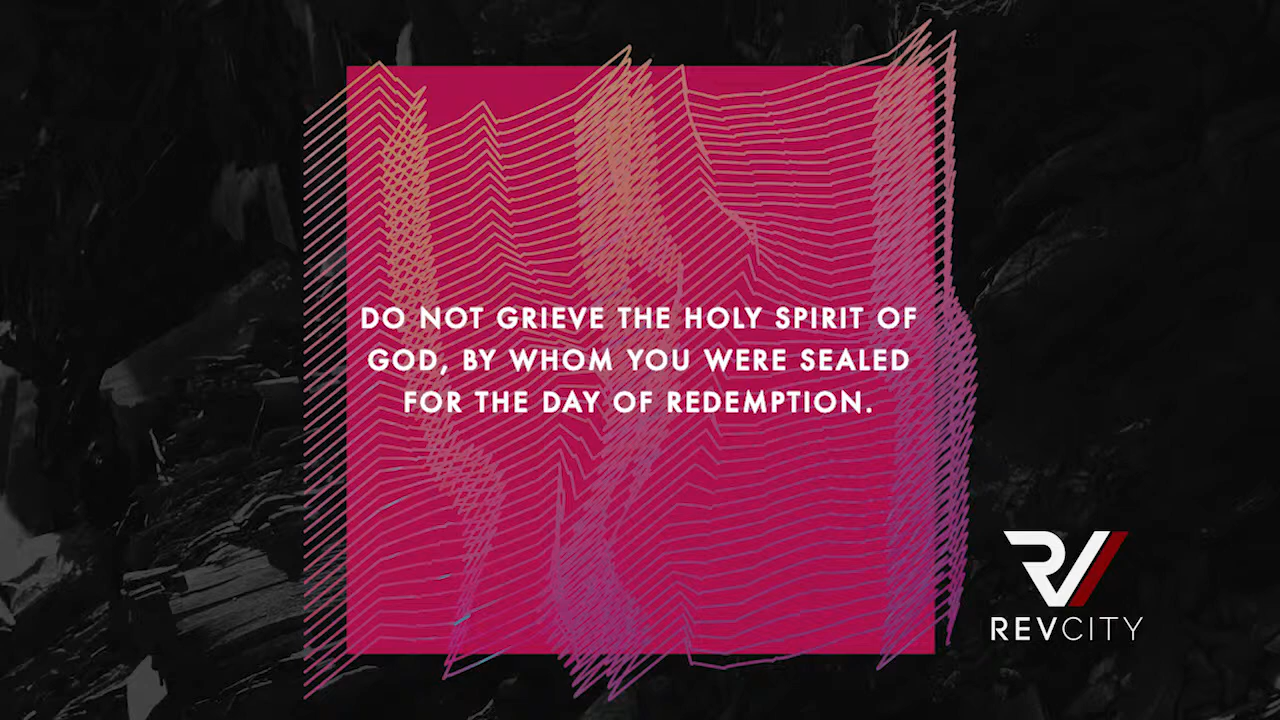 DO NOT GRIEVE THE HOLY SPIRIT OF
GOD, BY WHOM YOU WERE SEALED
FOR THE DAY OF REDEMPTION.
RV
REVCITY